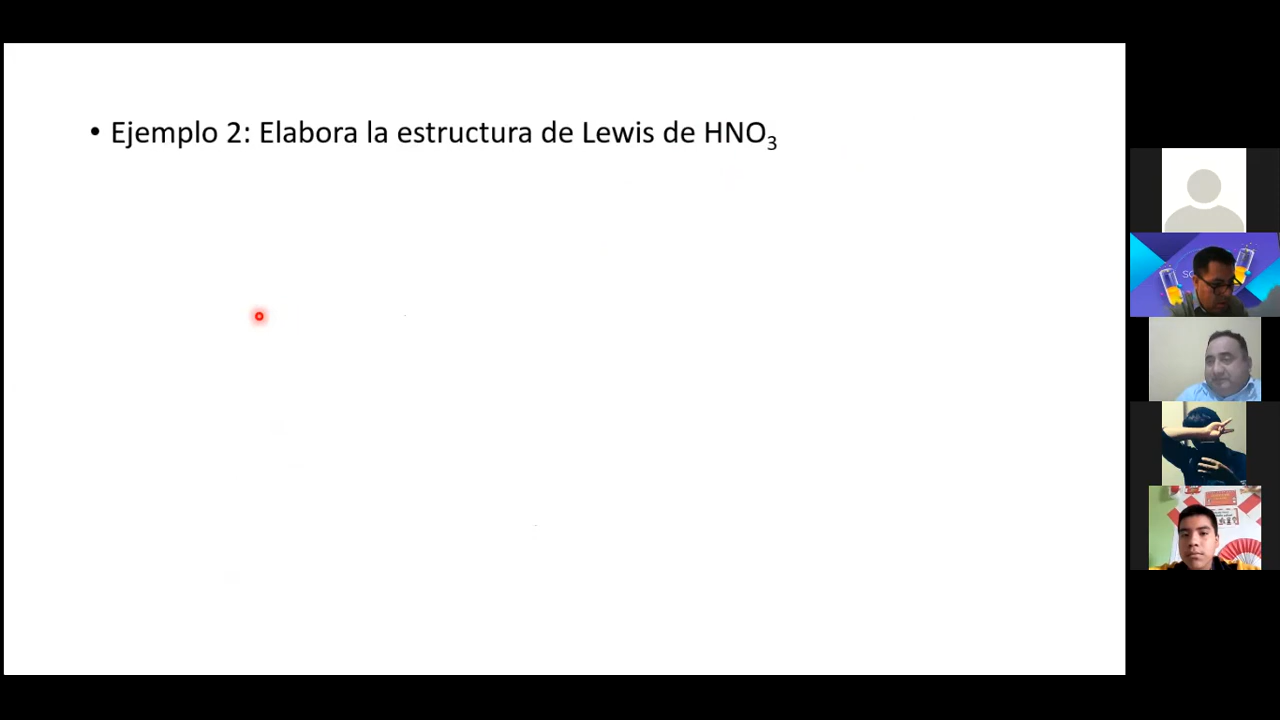 • Ejemplo 2: Elabora la estructura de Lewis de HNO₃